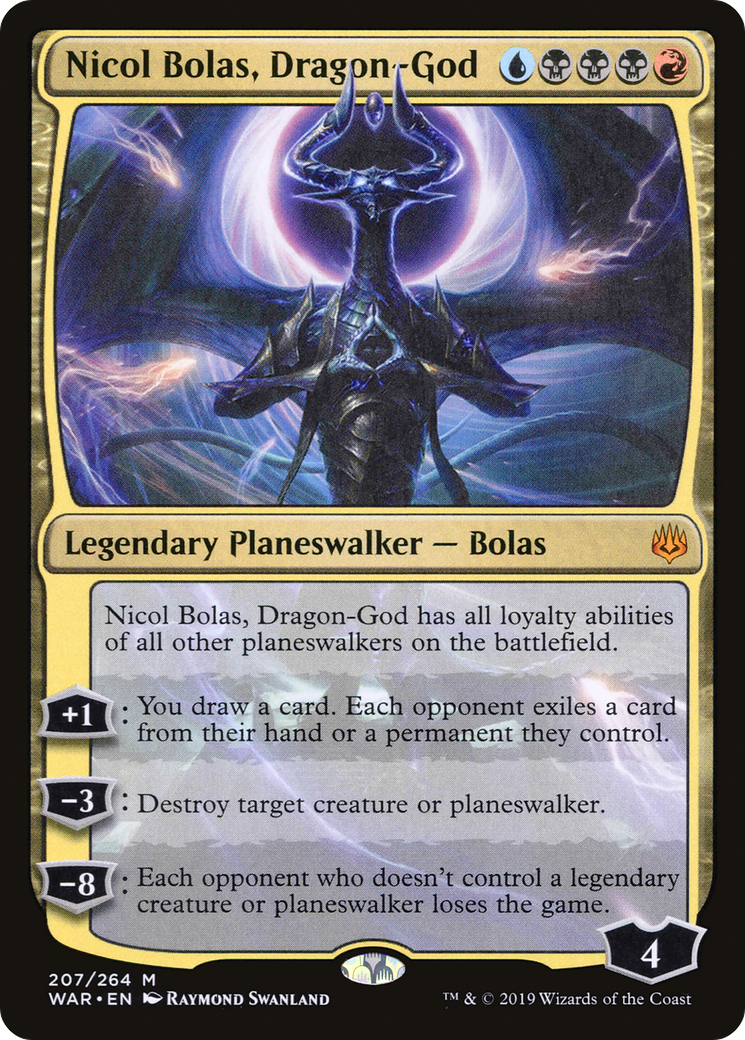 Nicol Bolas, Dragon-God
Legendary Planeswalker — Bolas
Nicol Bolas, Dragon-God has all loyalty abilities
of all other planeswalkers on the battlefield.
+1 : You draw a card. Each opponent exiles a card
from their hand or a permanent they control.
−3 : Destroy target creature or planeswalker.
−8 : Each opponent who doesn't control a legendary
creature or planeswalker loses the game.
4
207/264 M
WAR • EN Raymond Swanland
™ & © 2019 Wizards of the Coast